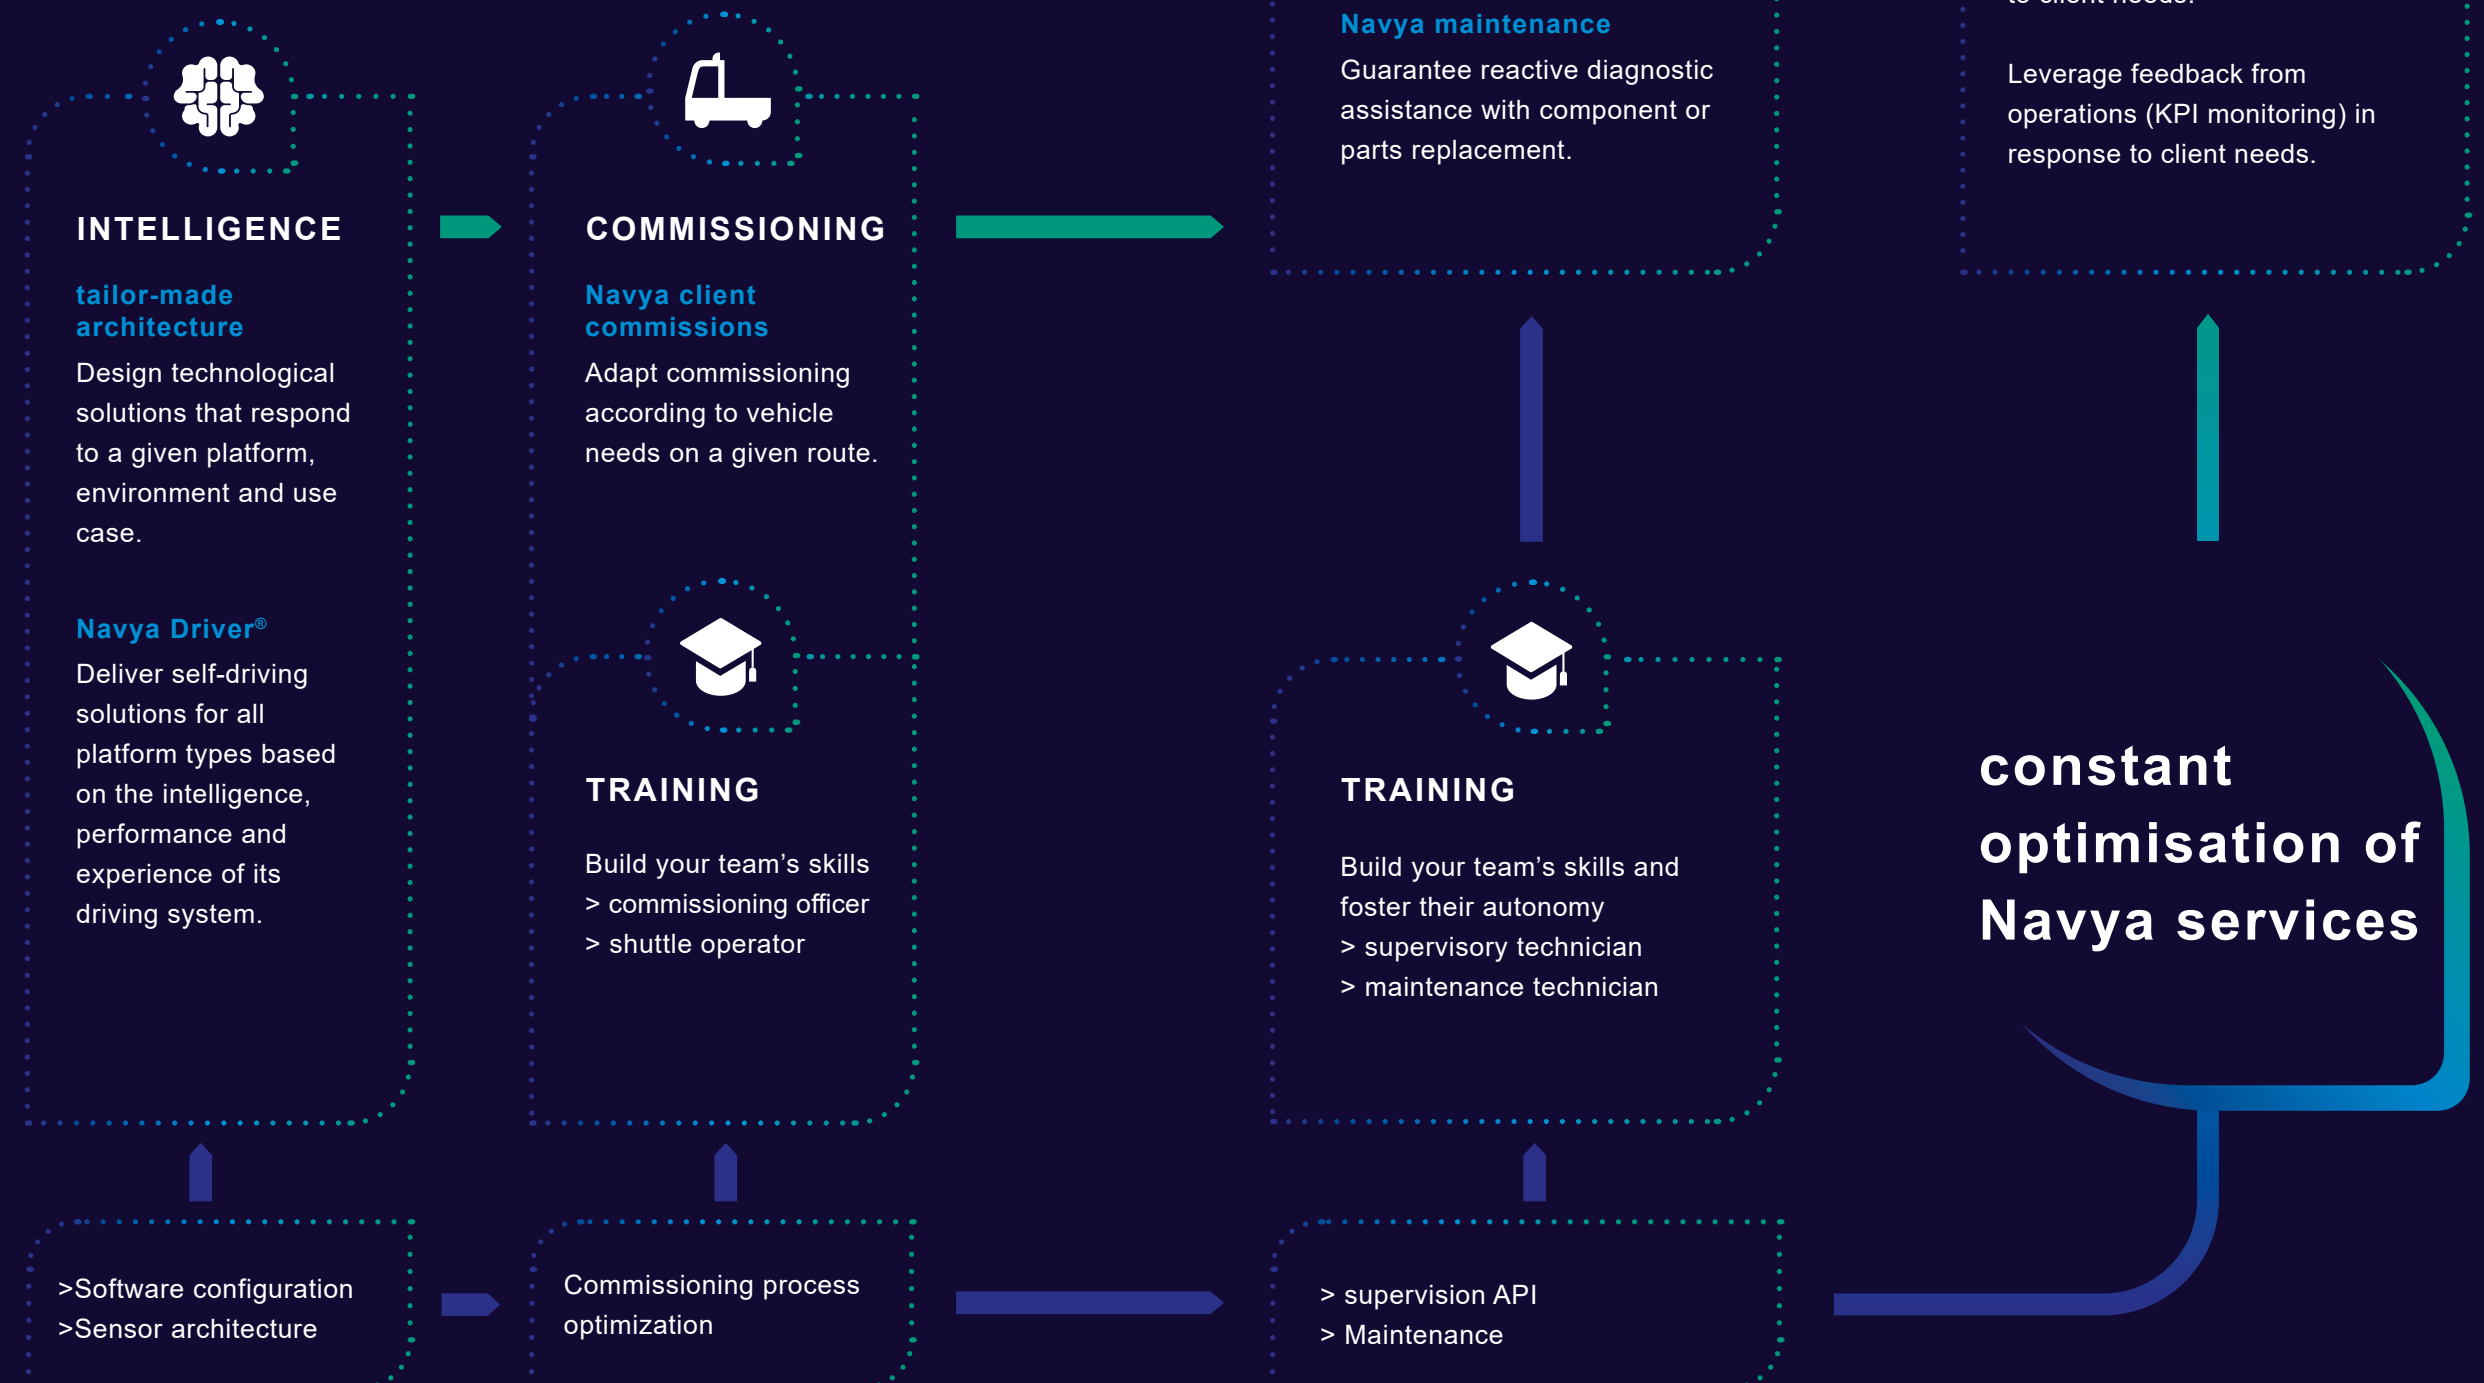 INTELLIGENCE
tailor-made
architecture
Design technological
solutions that respond
to a given platform,
environment and use
case.
Navya Driver®
Deliver self-driving
solutions for all
platform types based
on the intelligence,
performance and
experience of its
driving system.
COMMISSIONING
Navya client
commissions
Adapt commissioning
according to vehicle
needs on a given route.
TRAINING
Build your team’s skills
> commissioning officer
> shuttle operator
Navya maintenance
Guarantee reactive diagnostic
assistance with component or
parts replacement.
TRAINING
Build your team’s skills and
foster their autonomy
> supervisory technician
> maintenance technician
to client needs.
Leverage feedback from
operations (KPI monitoring) in
response to client needs.
constant
optimisation of
Navya services
>Software configuration
>Sensor architecture
Commissioning process
optimization
> supervision API
> Maintenance